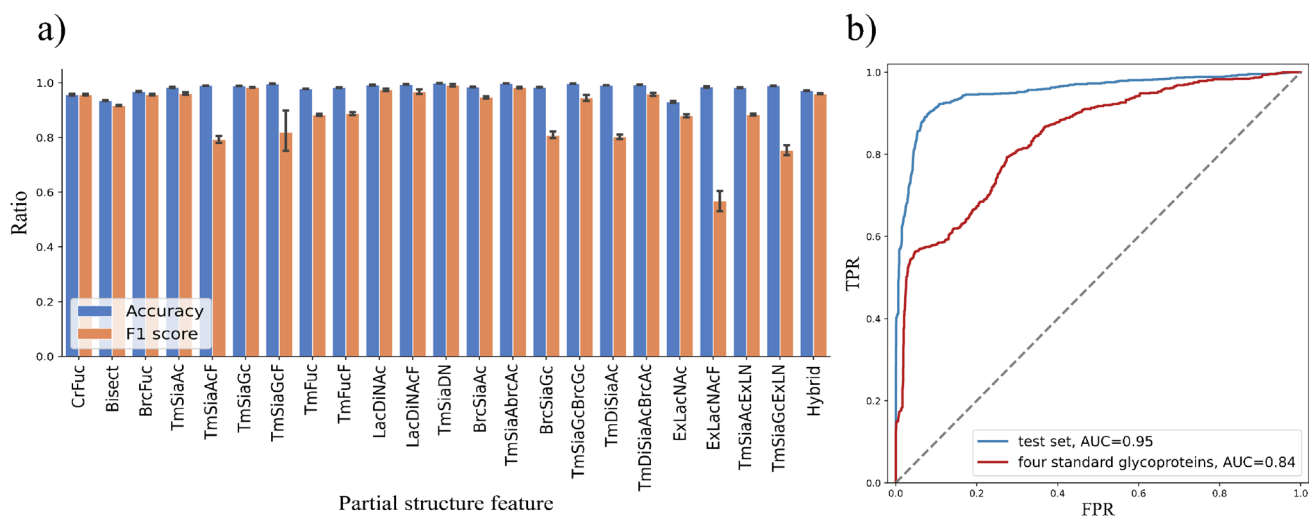 a)
1.0
0.8
0.6
0.4
0.2
0.0
Ratio
Accuracy
F1 score
CrFuc
Bisect
BrcFuc
TmSiaAc
TmSiaAcF
TmSiaGc
TmSiaGcF
TmFuc
TmFucF
LacDiNAc
LacDiNAcF
TmSiaDN
BrcSiaAc
TmSiaAbrcAc
BrcSiaGc
TmSiaGcBrcGc
TmDiSiaAc
TmDiSiaAcBrcAc
ExLacNAc
ExLacNAcF
TmSiaAcExLN
TmSiaGcExLN
Hybrid
Partial structure feature
b)
1.0
0.8
0.6
0.4
0.2
0.0
TPR
test set, AUC=0.95
four standard glycoproteins, AUC=0.84
0.0 0.2 0.4 0.6 0.8 1.0
FPR